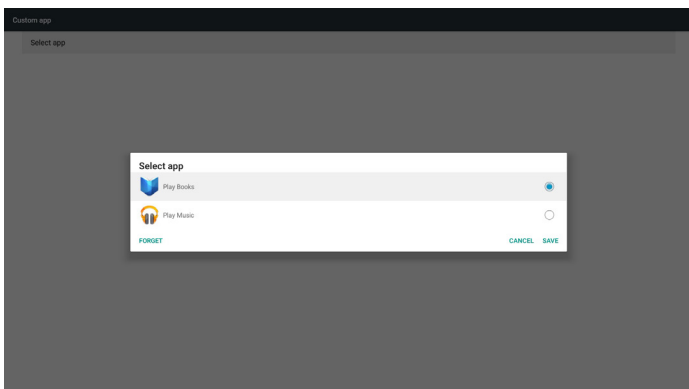 Custom app
Select app
Select app
Play Books
Play Music
FORGET CANCEL SAVE